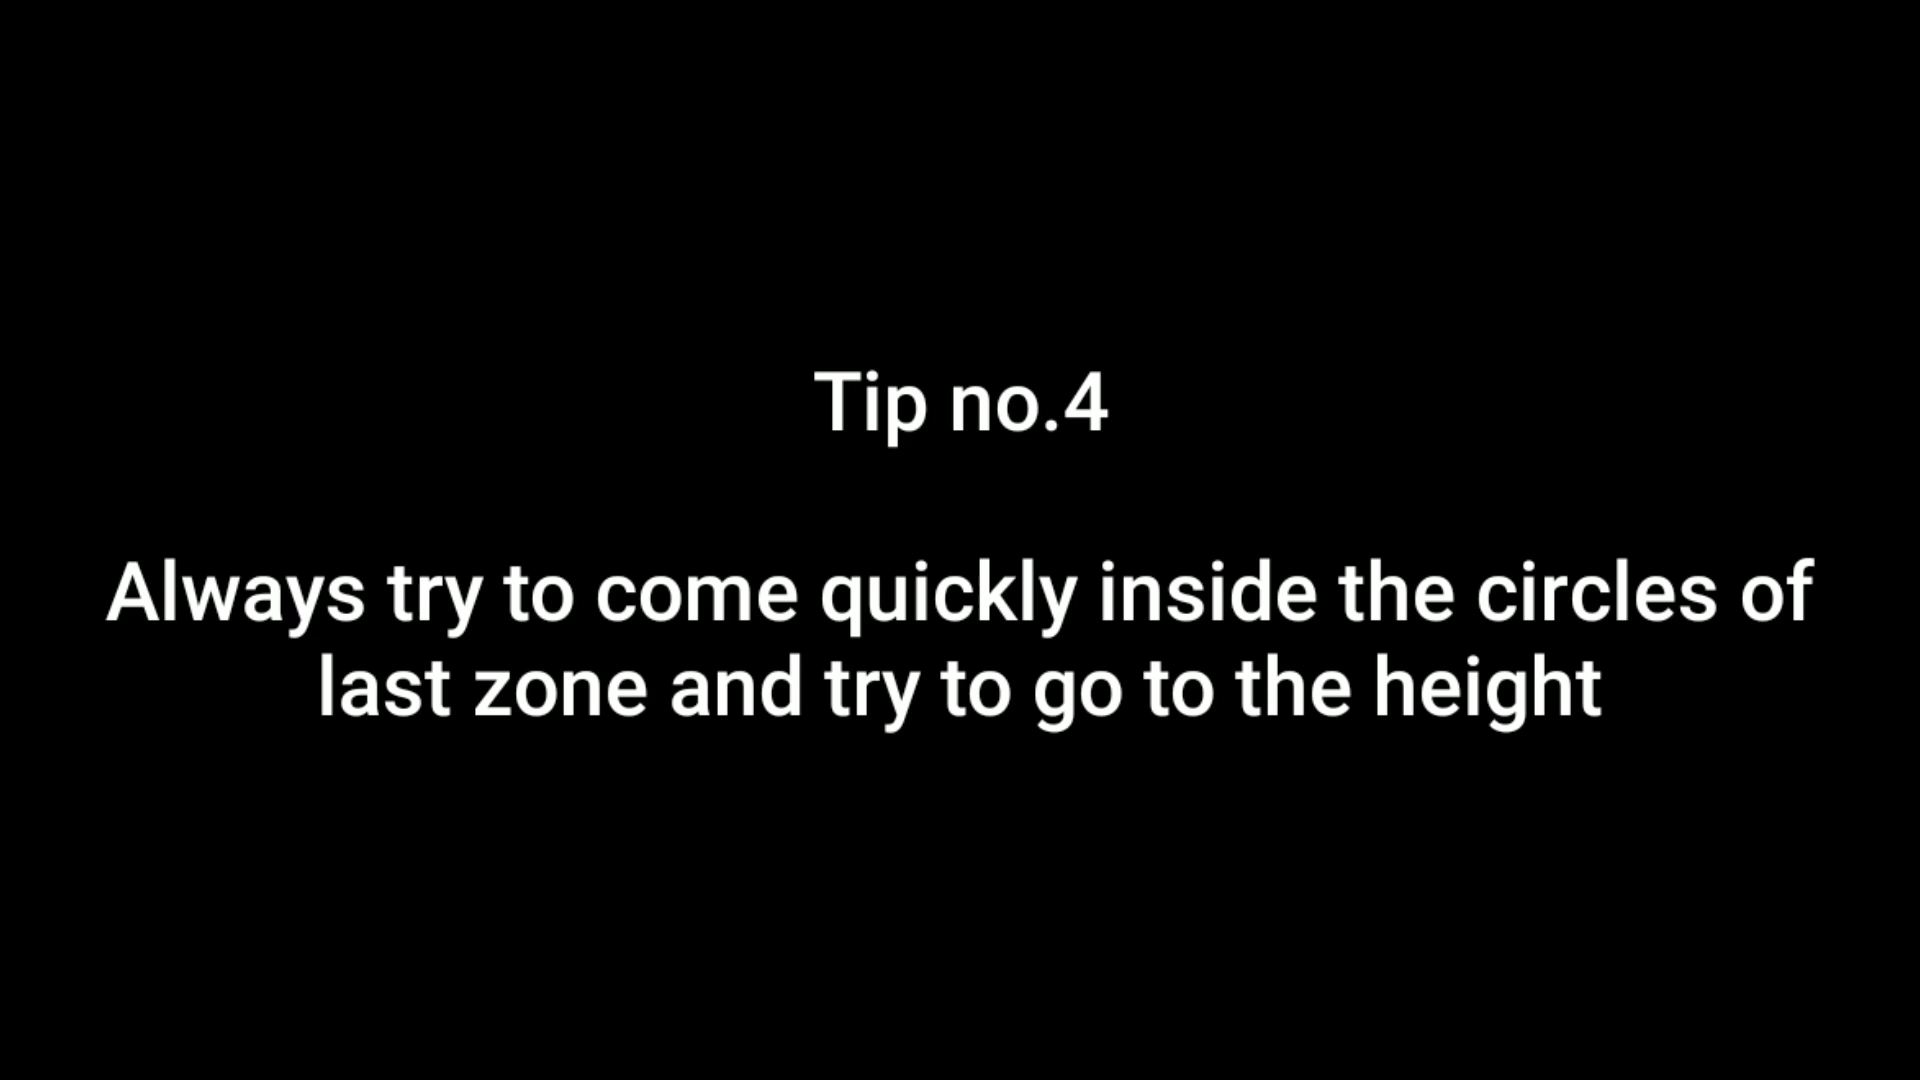 Tip no.4
Always try to come quickly inside the circles of
last zone and try to go to the height